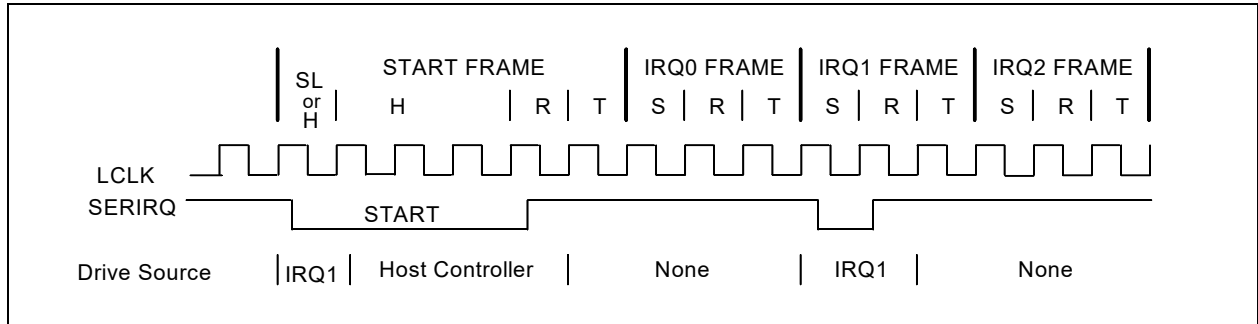 START FRAME IRQ0 FRAME IRQ1 FRAME IRQ2 FRAME
SL
or
H
H R T S R T S R T S R T
LCLK
SERIRQ
START
Drive Source IRQ1 Host Controller None IRQ1 None